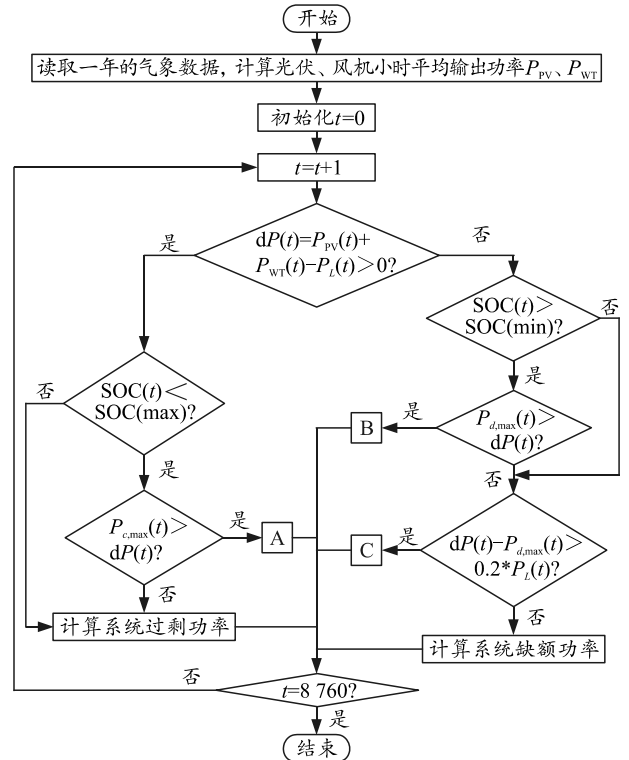 开始
读取一年的气象数据，计算光伏、风机小时平均输出功率P_PV、P_WT
初始化t=0
t=t+1
dP(t)=P_PV(t)+
P_WT(t)−P_L(t)>0?
是
否
SOC(t)>
SOC(min)?
否
是
SOC(t)<
SOC(max)?
否
是
P_d,max(t)>
dP(t)?
是
B
否
P_c,max(t)>
dP(t)?
是
A
否
dP(t)−P_d,max(t)>
0.2*P_L(t)?
是
C
否
计算系统过剩功率
计算系统缺额功率
t=8 760?
否
是
结束